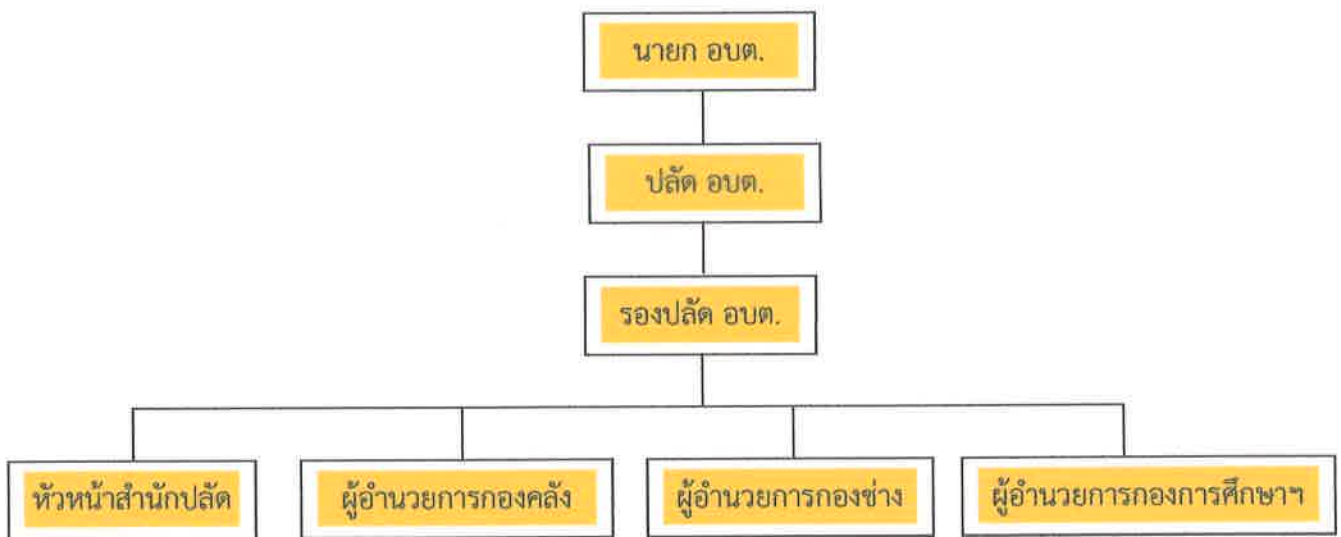 นายก อบต.
ปลัด อบต.
รองปลัด อบต.
หัวหน้าสำนักปลัด
ผู้อำนวยการกองคลัง
ผู้อำนวยการกองช่าง
ผู้อำนวยการกองการศึกษาฯ